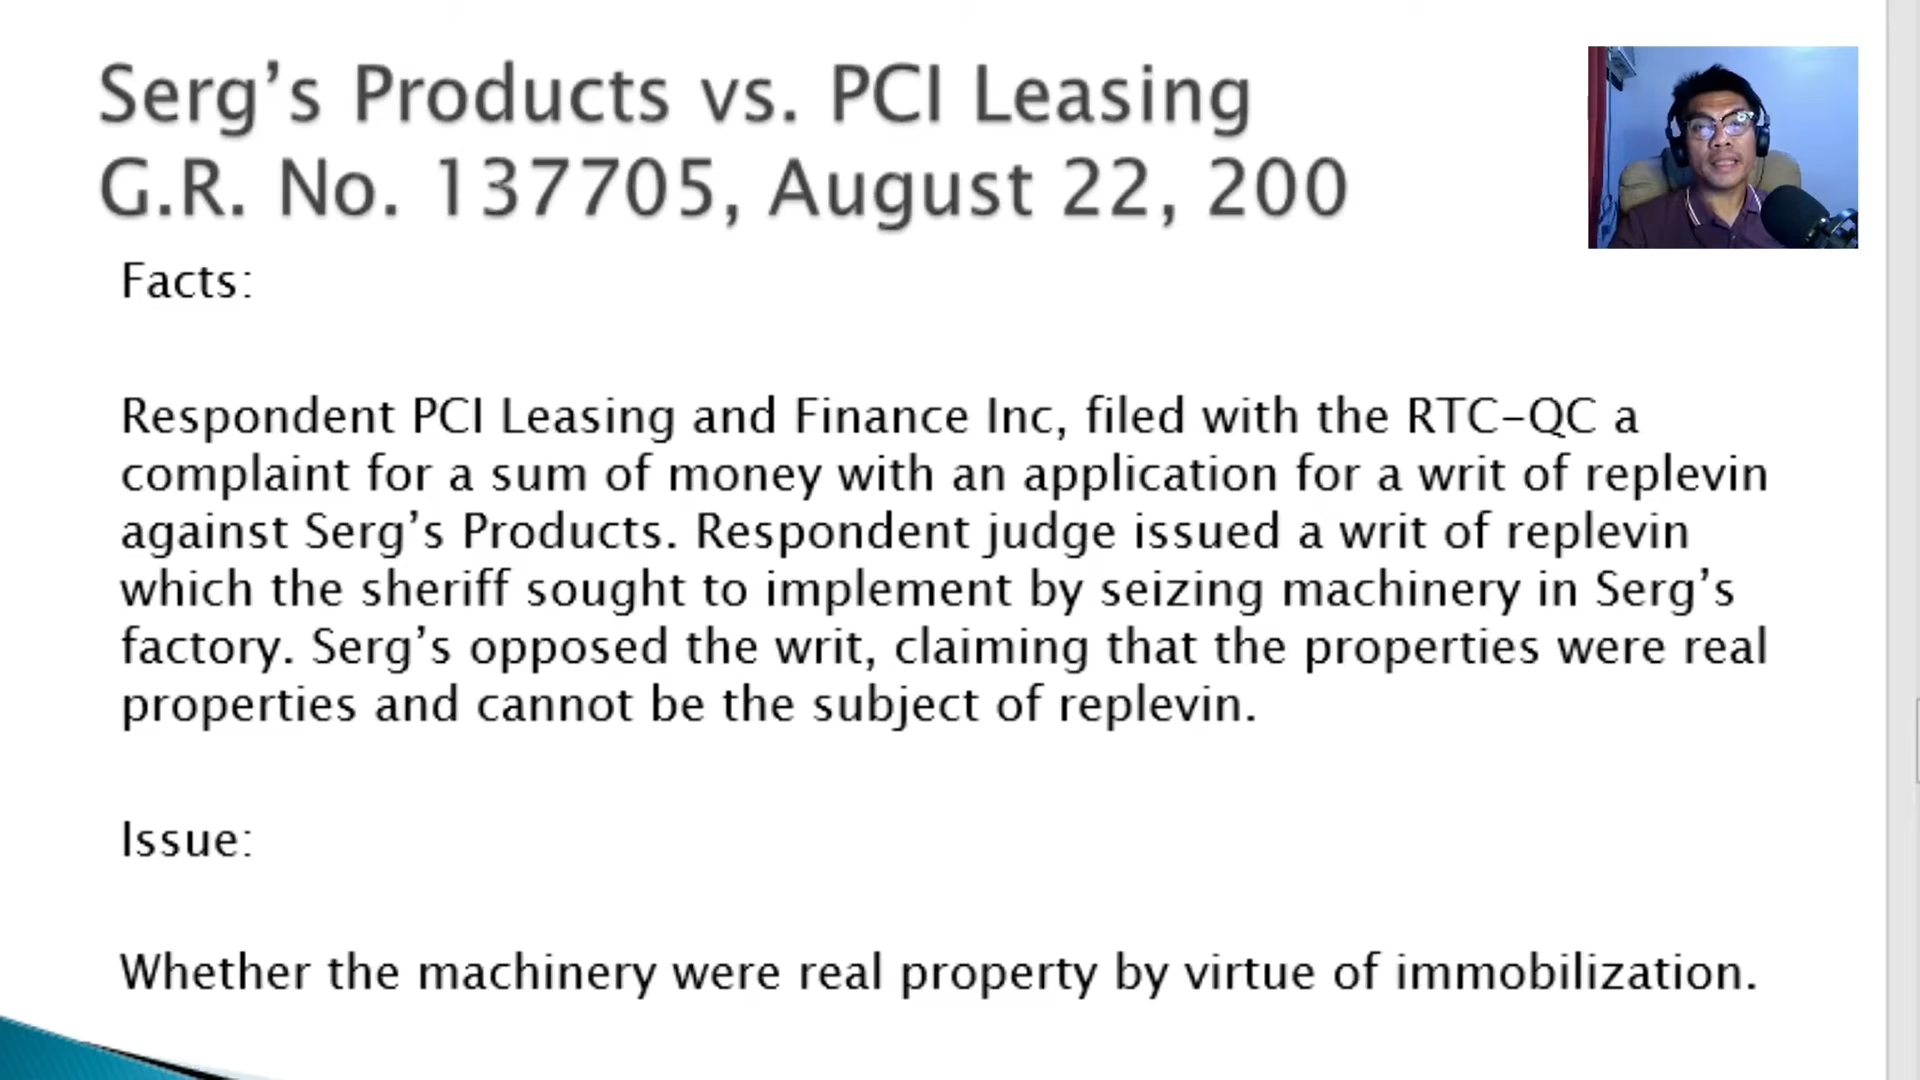 Serg’s Products vs. PCI Leasing
G.R. No. 137705, August 22, 200
Facts:
Respondent PCI Leasing and Finance Inc, filed with the RTC-QC a
complaint for a sum of money with an application for a writ of replevin
against Serg’s Products. Respondent judge issued a writ of replevin
which the sheriff sought to implement by seizing machinery in Serg’s
factory. Serg’s opposed the writ, claiming that the properties were real
properties and cannot be the subject of replevin.
Issue:
Whether the machinery were real property by virtue of immobilization.